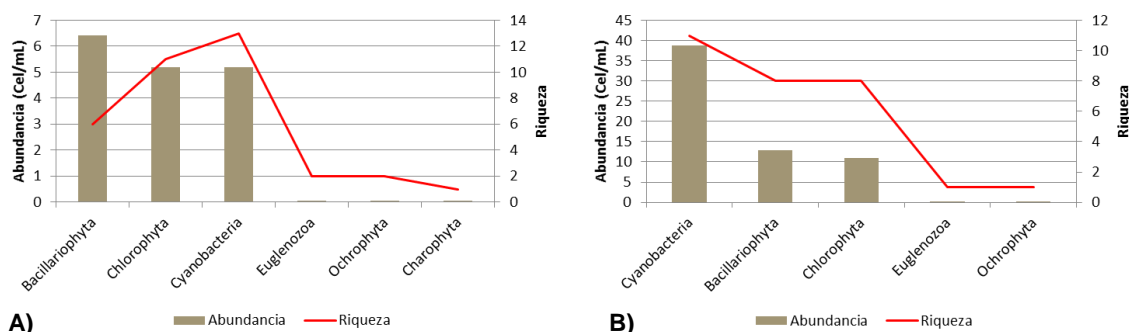 Abundancia (Cel/mL)
7
6
5
4
3
2
1
0
14
12
10
8
6
4
2
0
Riqueza
Bacillariophyta
Chlorophyta
Cyanobacteria
Euglenozoa
Ochrophyta
Charophyta
A)
Abundancia
Riqueza
Abundancia (Cel/mL)
45
40
35
30
25
20
15
10
5
0
12
10
8
6
4
2
0
Riqueza
Cyanobacteria
Bacillariophyta
Chlorophyta
Euglenozoa
Ochrophyta
B)
Abundancia
Riqueza